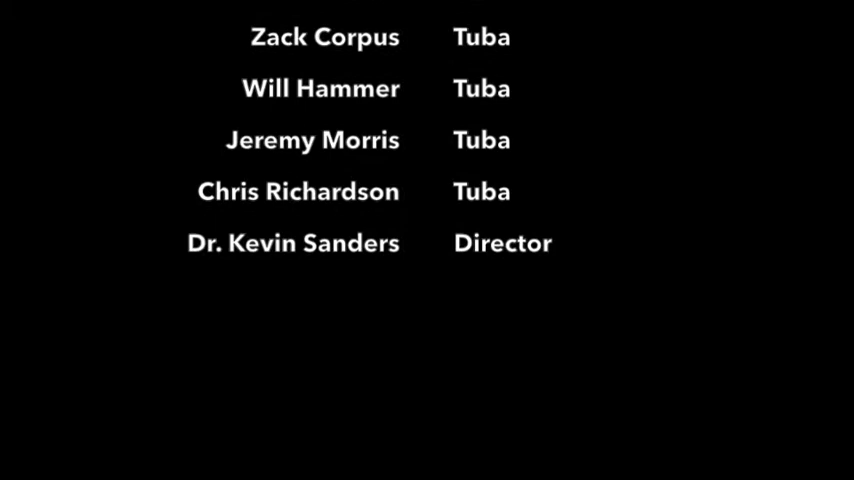 Zack Corpus Tuba
Will Hammer Tuba
Jeremy Morris Tuba
Chris Richardson Tuba
Dr. Kevin Sanders Director